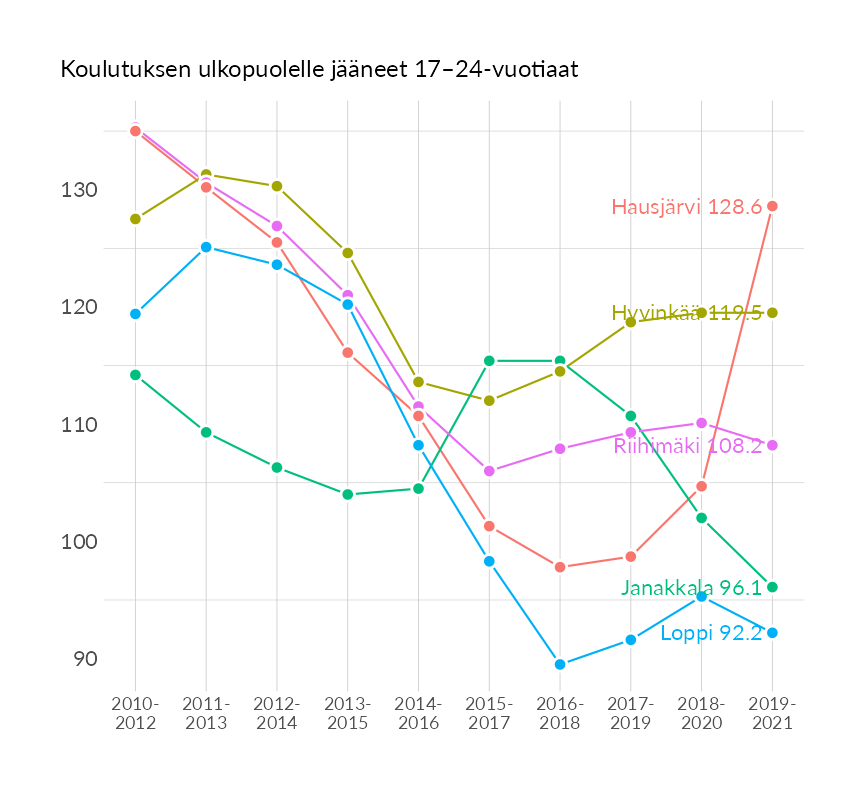 Koulutuksen ulkopuolelle jääneet 17–24-vuotiaat
130
120
110
100
90
Hausjärvi 128.6
Hyvinkää 119.5
Riihimäki 108.2
Janakkala 96.1
Loppi 92.2
2010- 2011- 2012- 2013- 2014- 2015- 2016- 2017- 2018- 2019-
2012 2013 2014 2015 2016 2017 2018 2019 2020 2021